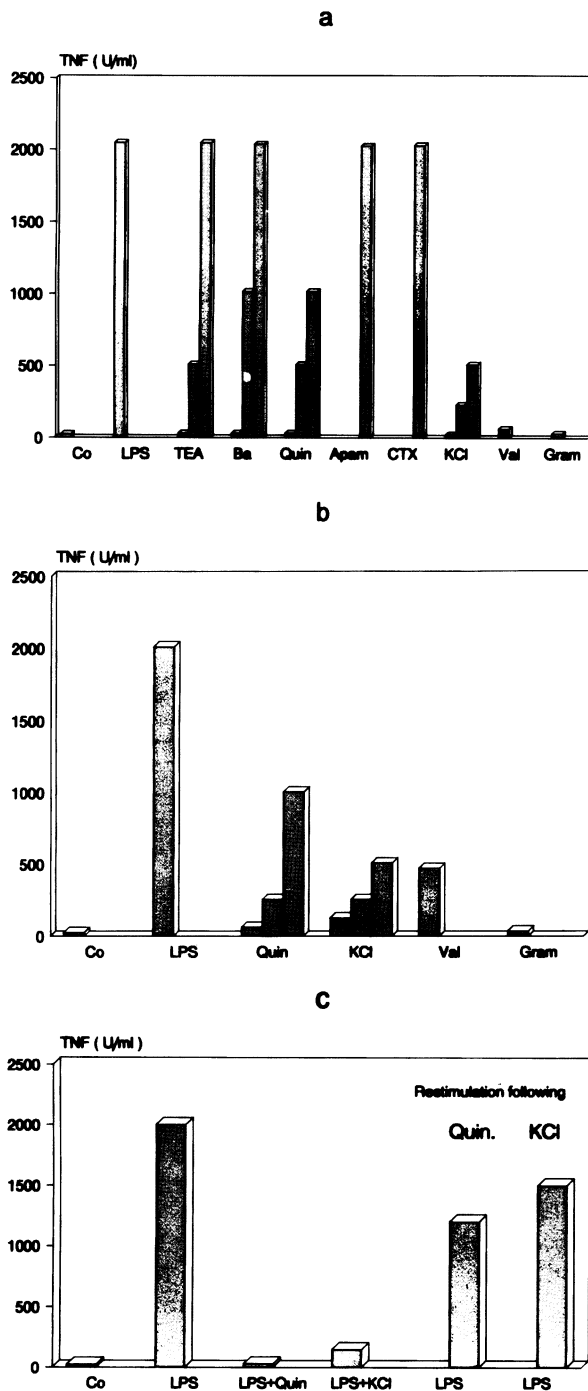 a
TNF ( U/ml)
2500
2000
1500
1000
500
0
Co LPS TEA Ba Quin Apam CTX KCl Val Gram
b
TNF ( U/ml )
2500
2000
1500
1000
500
0
Co LPS Quin KCl Val Gram
c
TNF ( U/ml )
2500
Restimulation following
Quin. KCl
2000
1500
1000
500
0
Co LPS LPS+Quin LPS+KCl LPS LPS